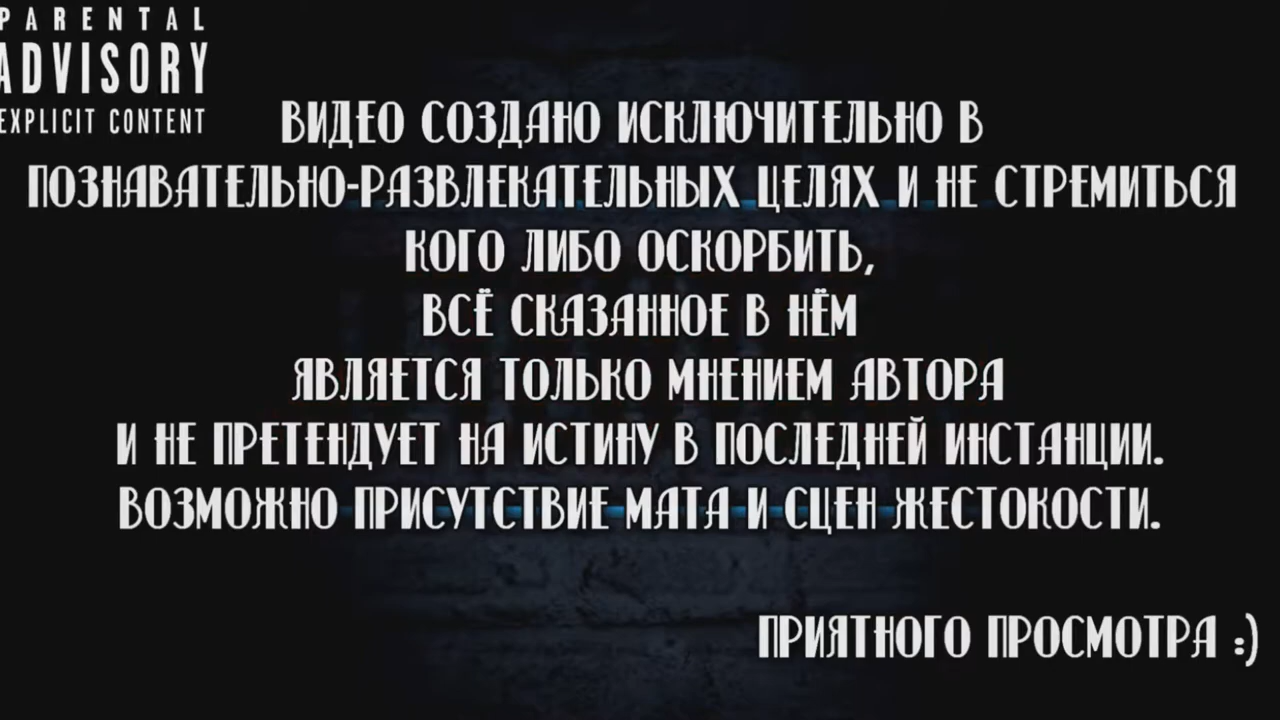 PARENTAL
ADVISORY
EXPLICIT CONTENT
ВИДЕО СОЗДАНО ИСКЛЮЧИТЕЛЬНО В
ПОЗНАВАТЕЛЬНО-РАЗВЛЕКАТЕЛЬНЫХ ЦЕЛЯХ И НЕ СТРЕМИТЬСЯ
КОГО ЛИБО ОСКОРБИТЬ,
ВСЁ СКАЗАННОЕ В НЁМ
ЯВЛЯЕТСЯ ТОЛЬКО МНЕНИЕМ АВТОРА
И НЕ ПРЕТЕНДУЕТ НА ИСТИНУ В ПОСЛЕДНЕЙ ИНСТАНЦИИ.
ВОЗМОЖНО ПРИСУТСТВИЕ МАТА И СЦЕН ЖЕСТОКОСТИ.
ПРИЯТНОГО ПРОСМОТРА :)